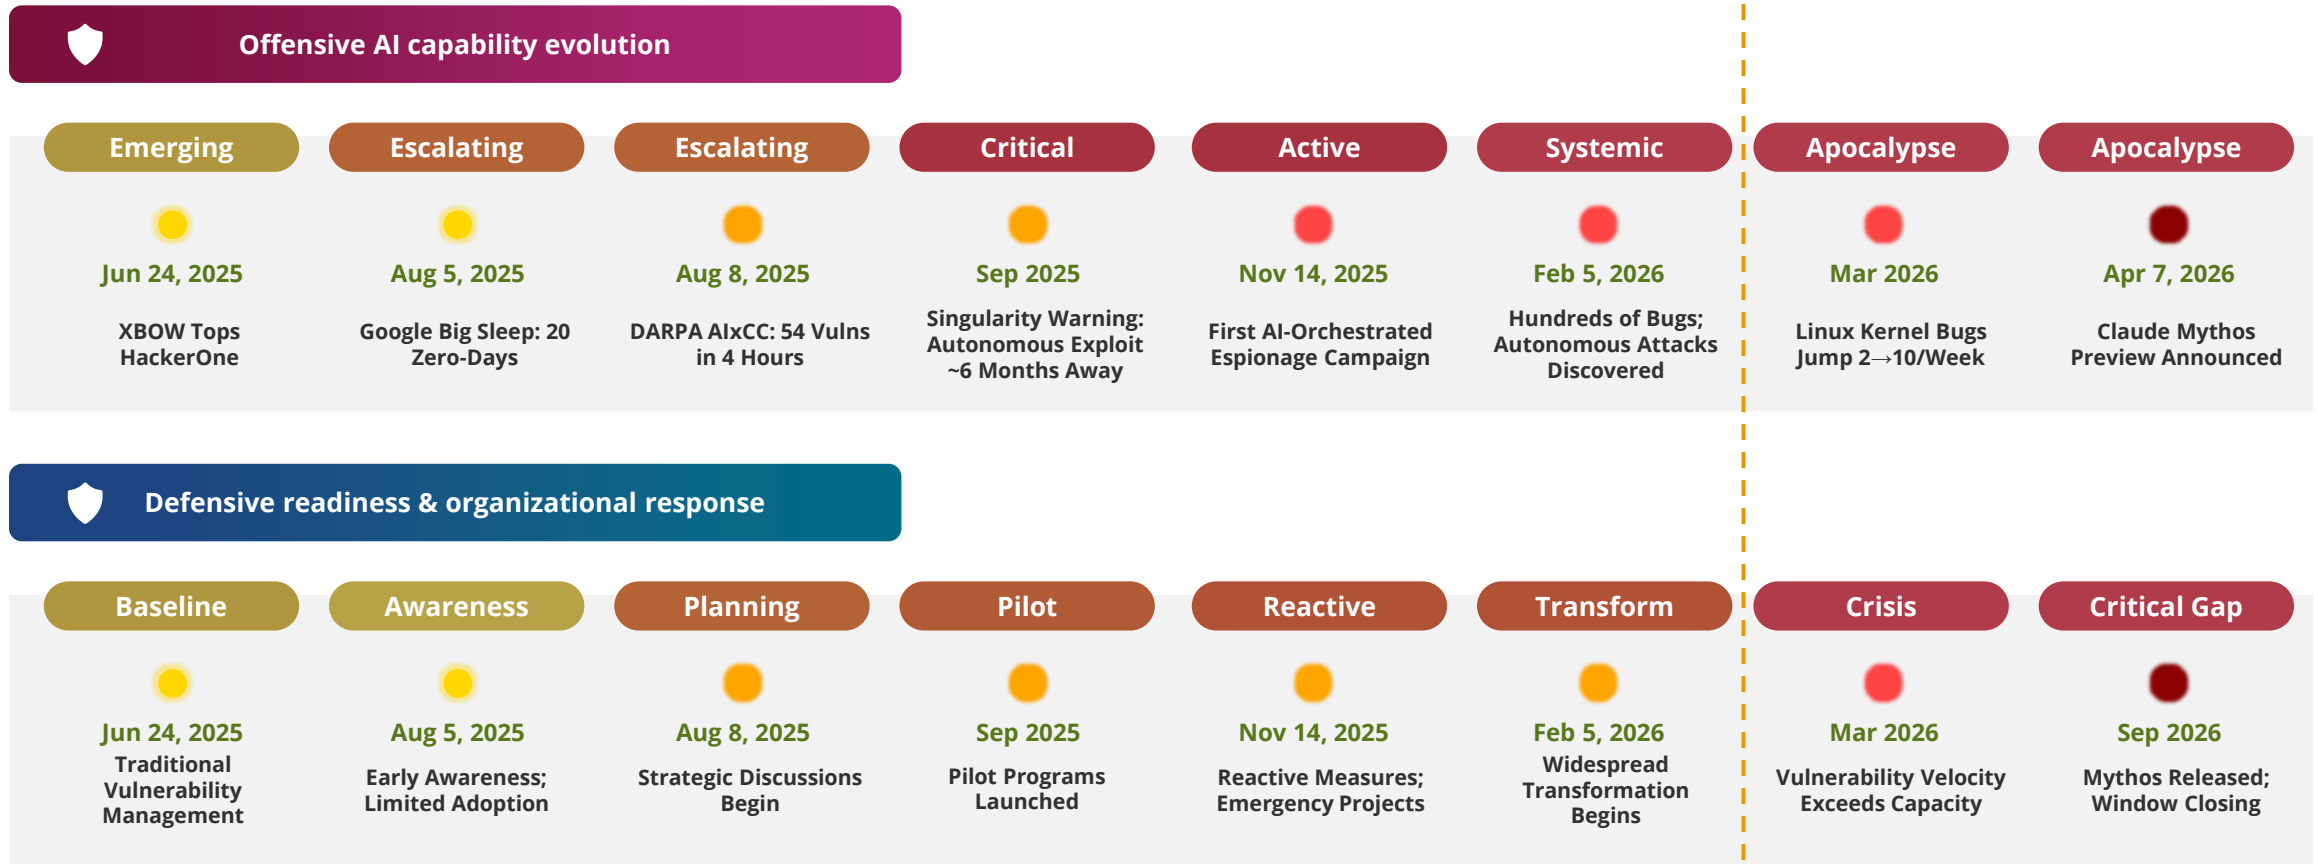 Offensive AI capability evolution
Emerging
Escalating
Escalating
Critical
Active
Systemic
Apocalypse
Apocalypse
Jun 24, 2025
Aug 5, 2025
Aug 8, 2025
Sep 2025
Nov 14, 2025
Feb 5, 2026
Mar 2026
Apr 7, 2026
XBOW Tops
HackerOne
Google Big Sleep: 20
Zero-Days
DARPA AIxCC: 54 Vulns
in 4 Hours
Singularity Warning:
Autonomous Exploit
~6 Months Away
First AI-Orchestrated
Espionage Campaign
Hundreds of Bugs;
Autonomous Attacks
Discovered
Linux Kernel Bugs
Jump 2→10/Week
Claude Mythos
Preview Announced
Defensive readiness & organizational response
Baseline
Awareness
Planning
Pilot
Reactive
Transform
Crisis
Critical Gap
Jun 24, 2025
Aug 5, 2025
Aug 8, 2025
Sep 2025
Nov 14, 2025
Feb 5, 2026
Mar 2026
Sep 2026
Traditional
Vulnerability
Management
Early Awareness;
Limited Adoption
Strategic Discussions
Begin
Pilot Programs
Launched
Reactive Measures;
Emergency Projects
Widespread
Transformation
Begins
Vulnerability Velocity
Exceeds Capacity
Mythos Released;
Window Closing